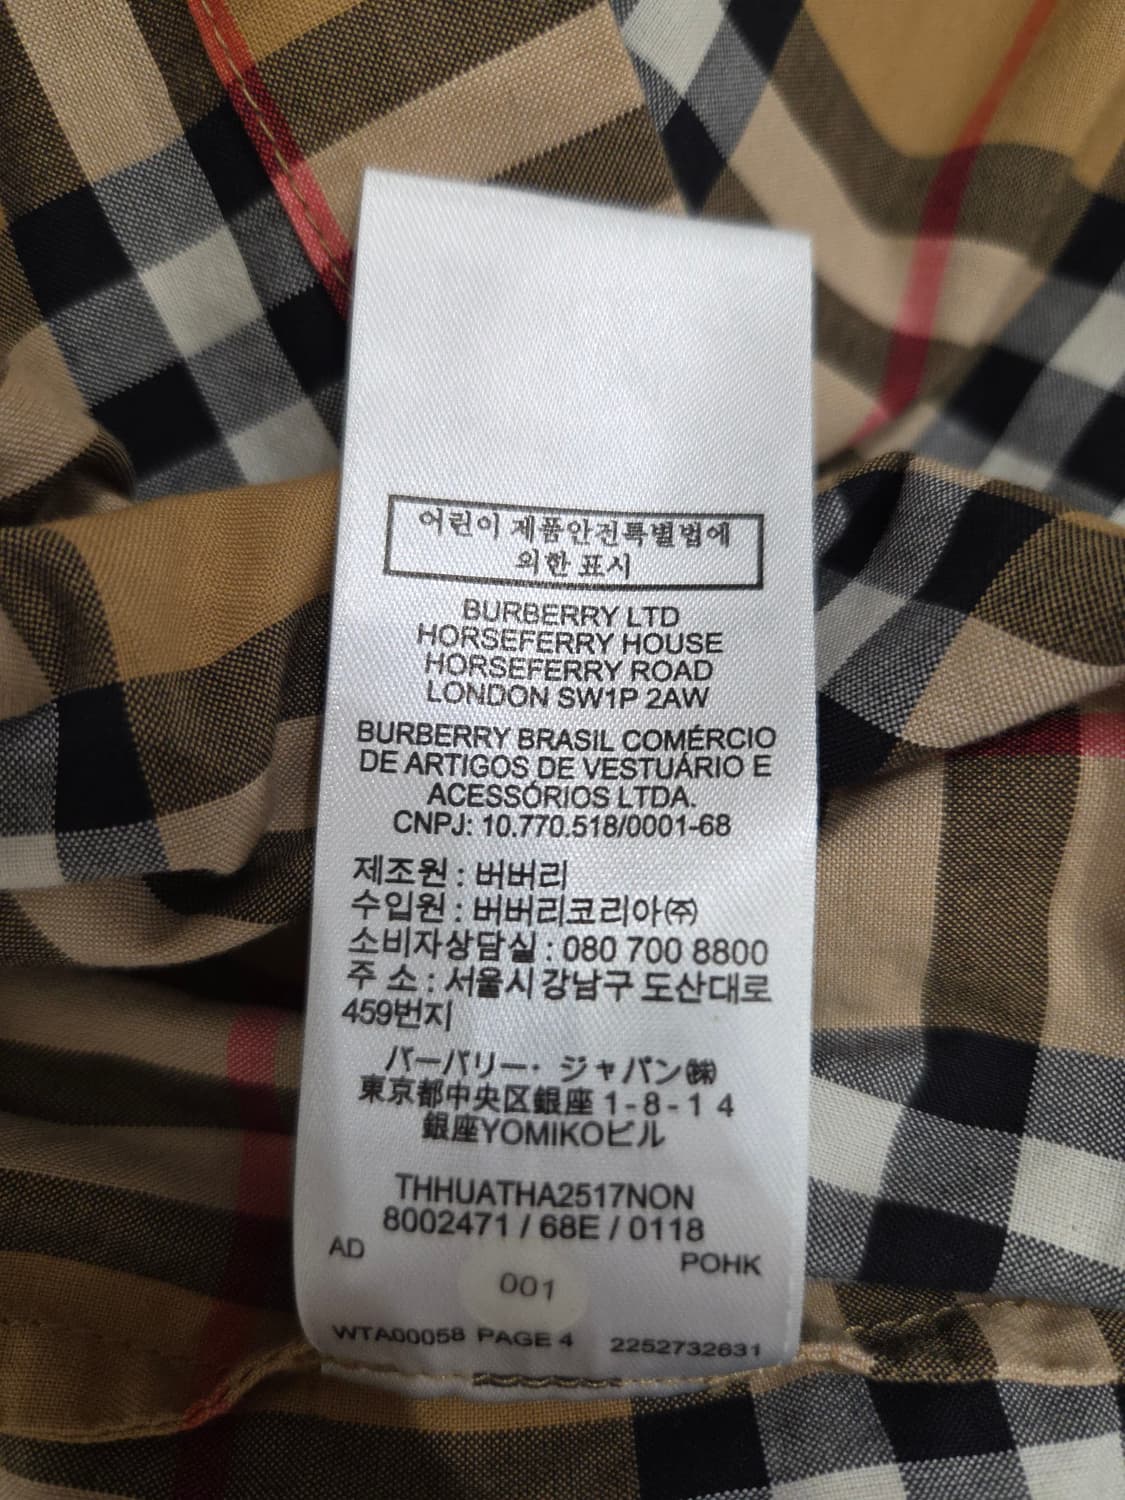 어린이 제품안전특별법에
의한 표시
BURBERRY LTD
HORSEFERRY HOUSE
HORSEFERRY ROAD
LONDON SW1P 2AW
BURBERRY BRASIL COMÉRCIO
DE ARTIGOS DE VESTUÁRIO E
ACESSÓRIOS LTDA.
CNPJ: 10.770.518/0001-68
제조원 : 버버리
수입원 : 버버리코리아㈜
소비자상담실 : 080 700 8800
주 소 : 서울시 강남구 도산대로
459번지
バーバリー・ジャパン㈱
東京都中央区銀座 1-8-1 4
銀座YOMIKOビル
THHUATHA2517NON
8002471 / 68E / 0118
AD POHK
001
WTA00058 PAGE 4 2252732631